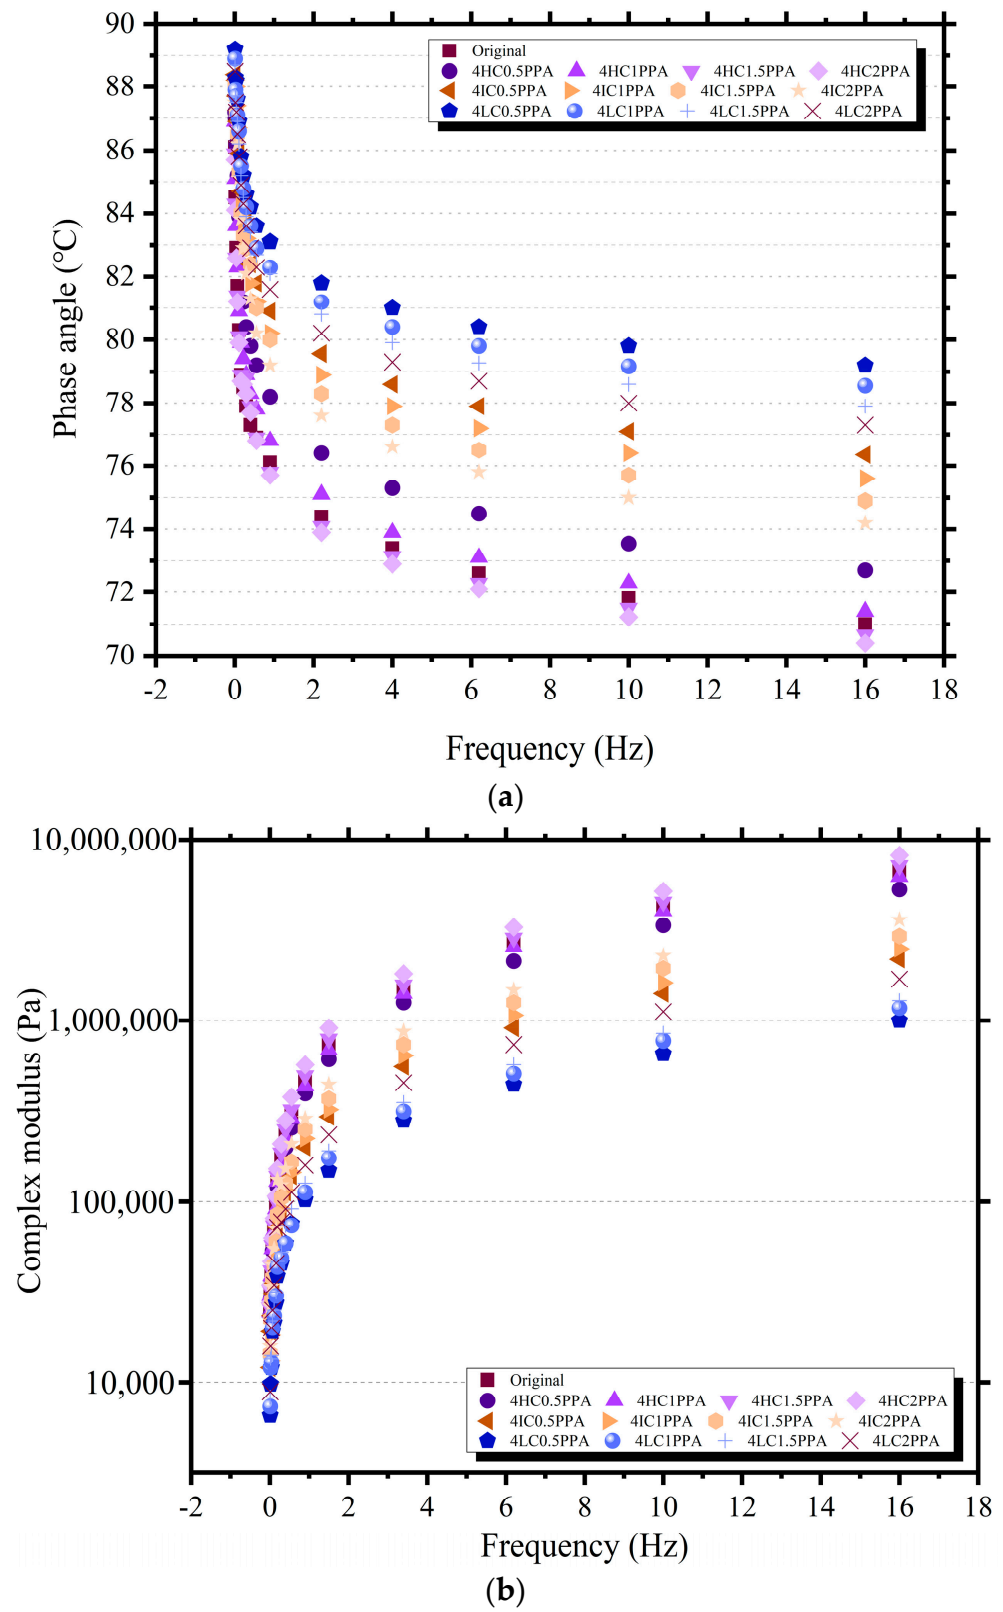 90
88
86
84
82
80
78
76
74
72
70
Phase angle (°C)
Original
4HC0.5PPA 4HC1PPA 4HC1.5PPA 4HC2PPA
4IC0.5PPA 4IC1PPA 4IC1.5PPA 4IC2PPA
4LC0.5PPA 4LC1PPA 4LC1.5PPA 4LC2PPA
-2 0 2 4 6 8 10 12 14 16 18
Frequency (Hz)
(a)
10,000,000
1,000,000
100,000
10,000
Complex modulus (Pa)
Original
4HC0.5PPA 4HC1PPA 4HC1.5PPA 4HC2PPA
4IC0.5PPA 4IC1PPA 4IC1.5PPA 4IC2PPA
4LC0.5PPA 4LC1PPA 4LC1.5PPA 4LC2PPA
-2 0 2 4 6 8 10 12 14 16 18
Frequency (Hz)
(b)